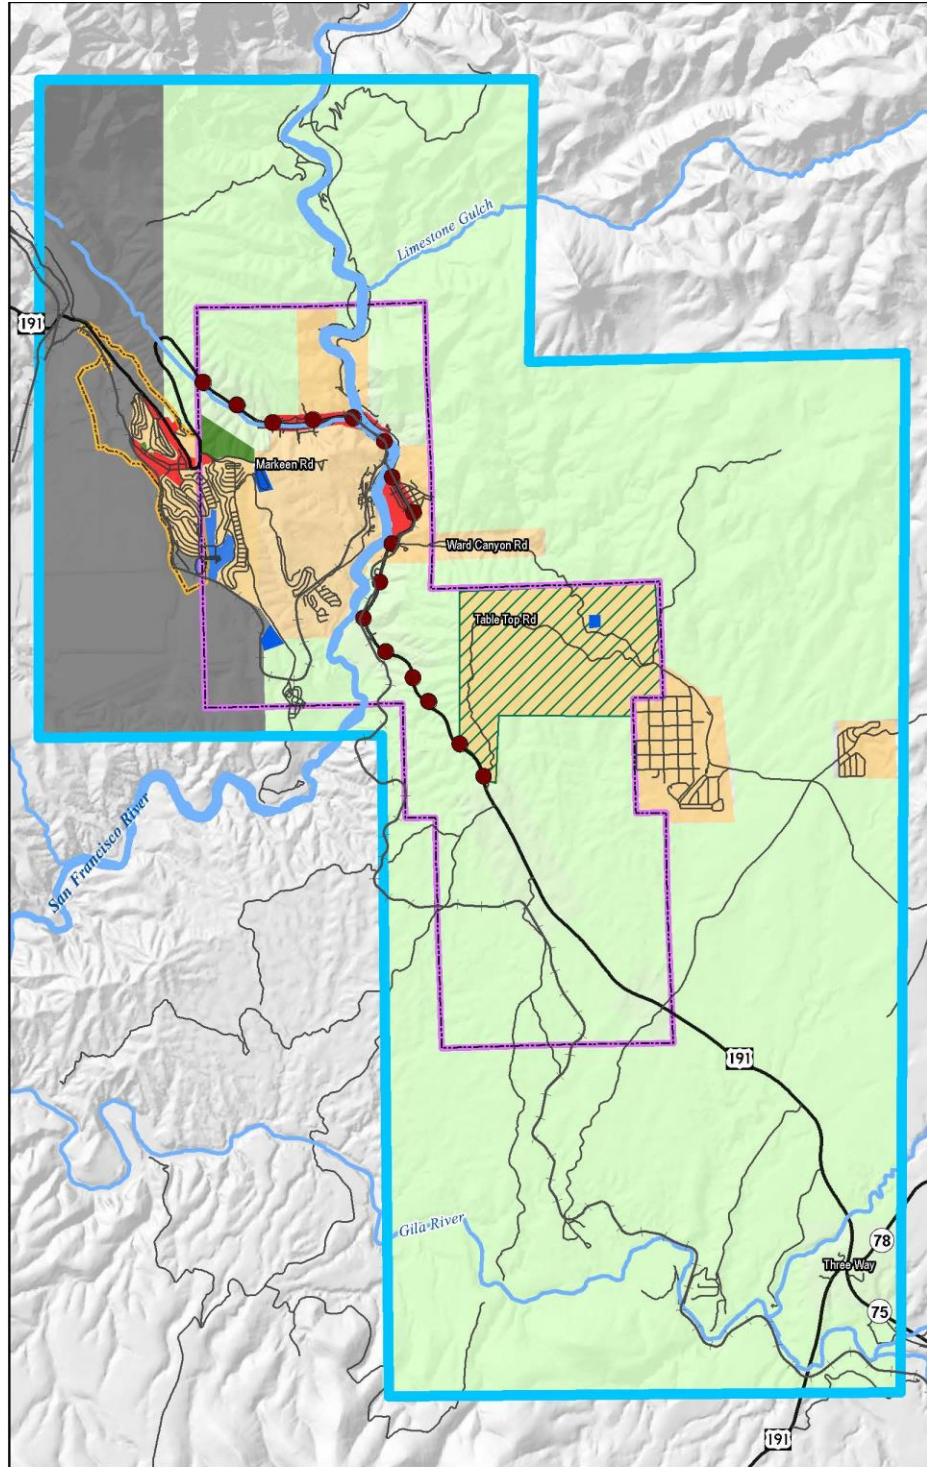 Limestone Gulch
191
Markeen Rd
Ward Canyon Rd
Table Top Rd
San Francisco River
191
Gila River
78
Three Way
75
191